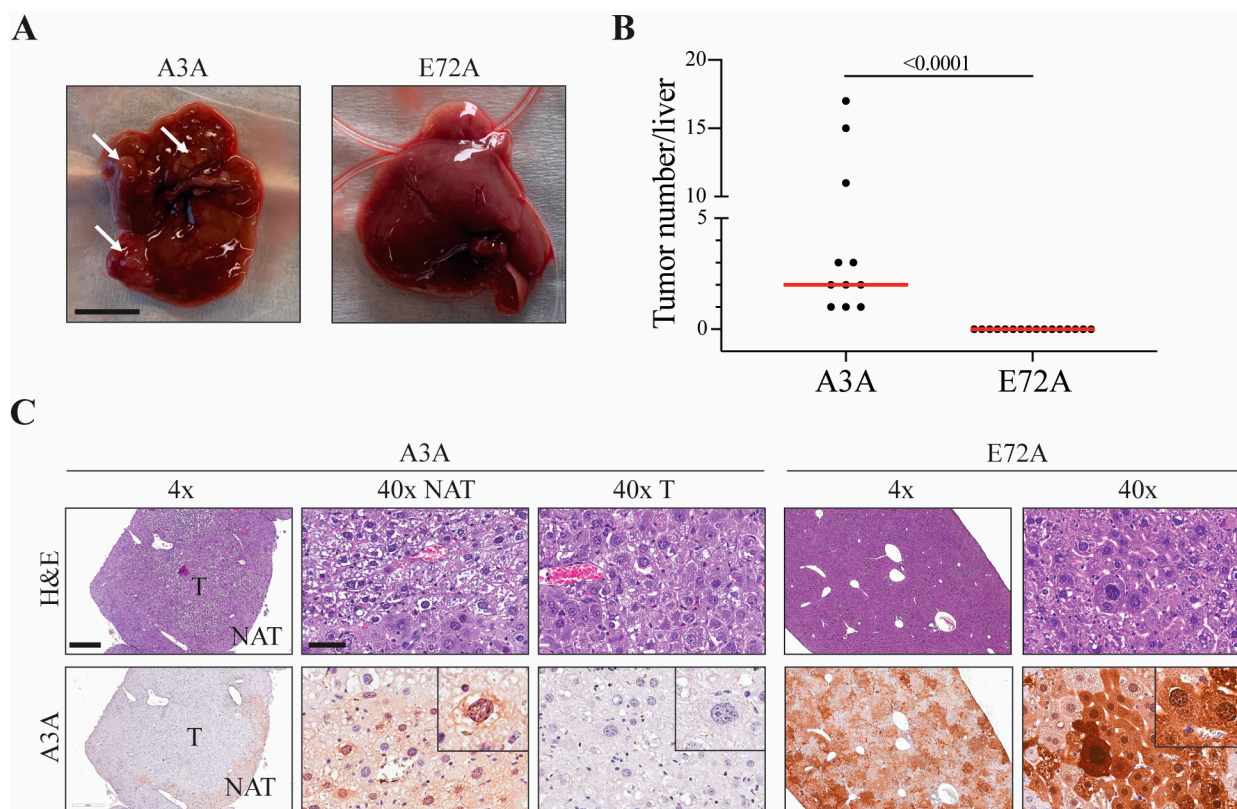 A
A3A
E72A
B
Tumor number/liver
20
15
10
5
0
<0.0001
A3A
E72A
C
A3A
E72A
4x
40x NAT
40x T
4x
40x
H&E
T
NAT
A3A
T
NAT